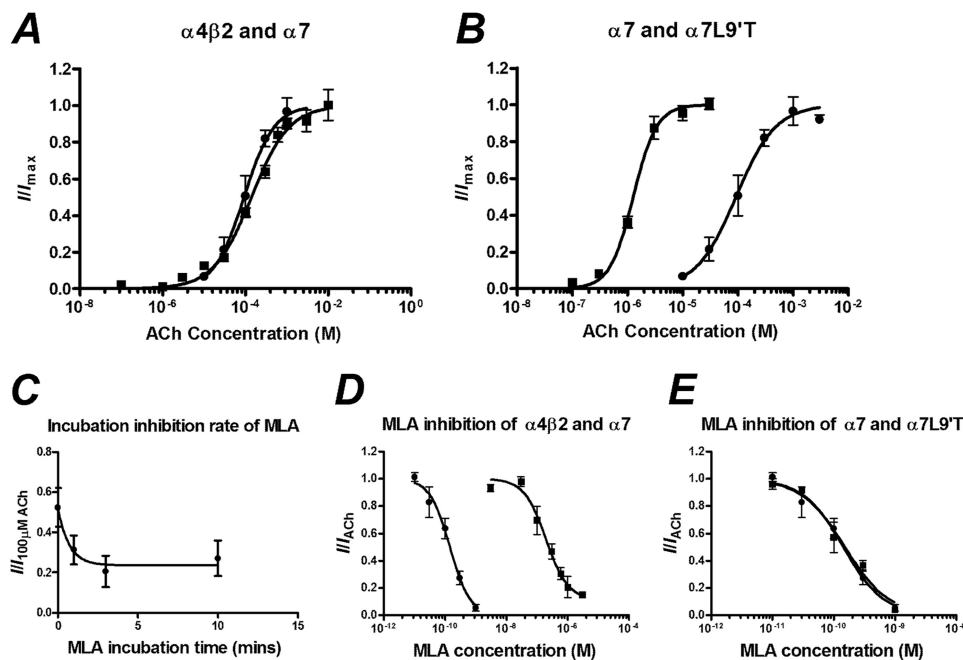 A
α4β2 and α7
I/Imax
1.2
1.0
0.8
0.6
0.4
0.2
0.0
10⁻⁸ 10⁻⁶ 10⁻⁴ 10⁻² 10⁰
ACh Concentration (M)
B
α7 and α7L9'T
I/Imax
1.2
1.0
0.8
0.6
0.4
0.2
0.0
10⁻⁸ 10⁻⁷ 10⁻⁶ 10⁻⁵ 10⁻⁴ 10⁻³ 10⁻²
ACh Concentration (M)
C
Incubation inhibition rate of MLA
I/I100μM ACh
0.8
0.6
0.4
0.2
0.0
0 5 10 15
MLA incubation time (mins)
D
MLA inhibition of α4β2 and α7
I/IACh
1.2
1.0
0.8
0.6
0.4
0.2
0.0
10⁻¹² 10⁻¹⁰ 10⁻⁸ 10⁻⁶ 10⁻⁴
MLA concentration (M)
E
MLA inhibition of α7 and α7L9'T
I/IACh
1.2
1.0
0.8
0.6
0.4
0.2
0.0
10⁻¹² 10⁻¹¹ 10⁻¹⁰ 10⁻⁹ 10⁻⁸
MLA concentration (M)